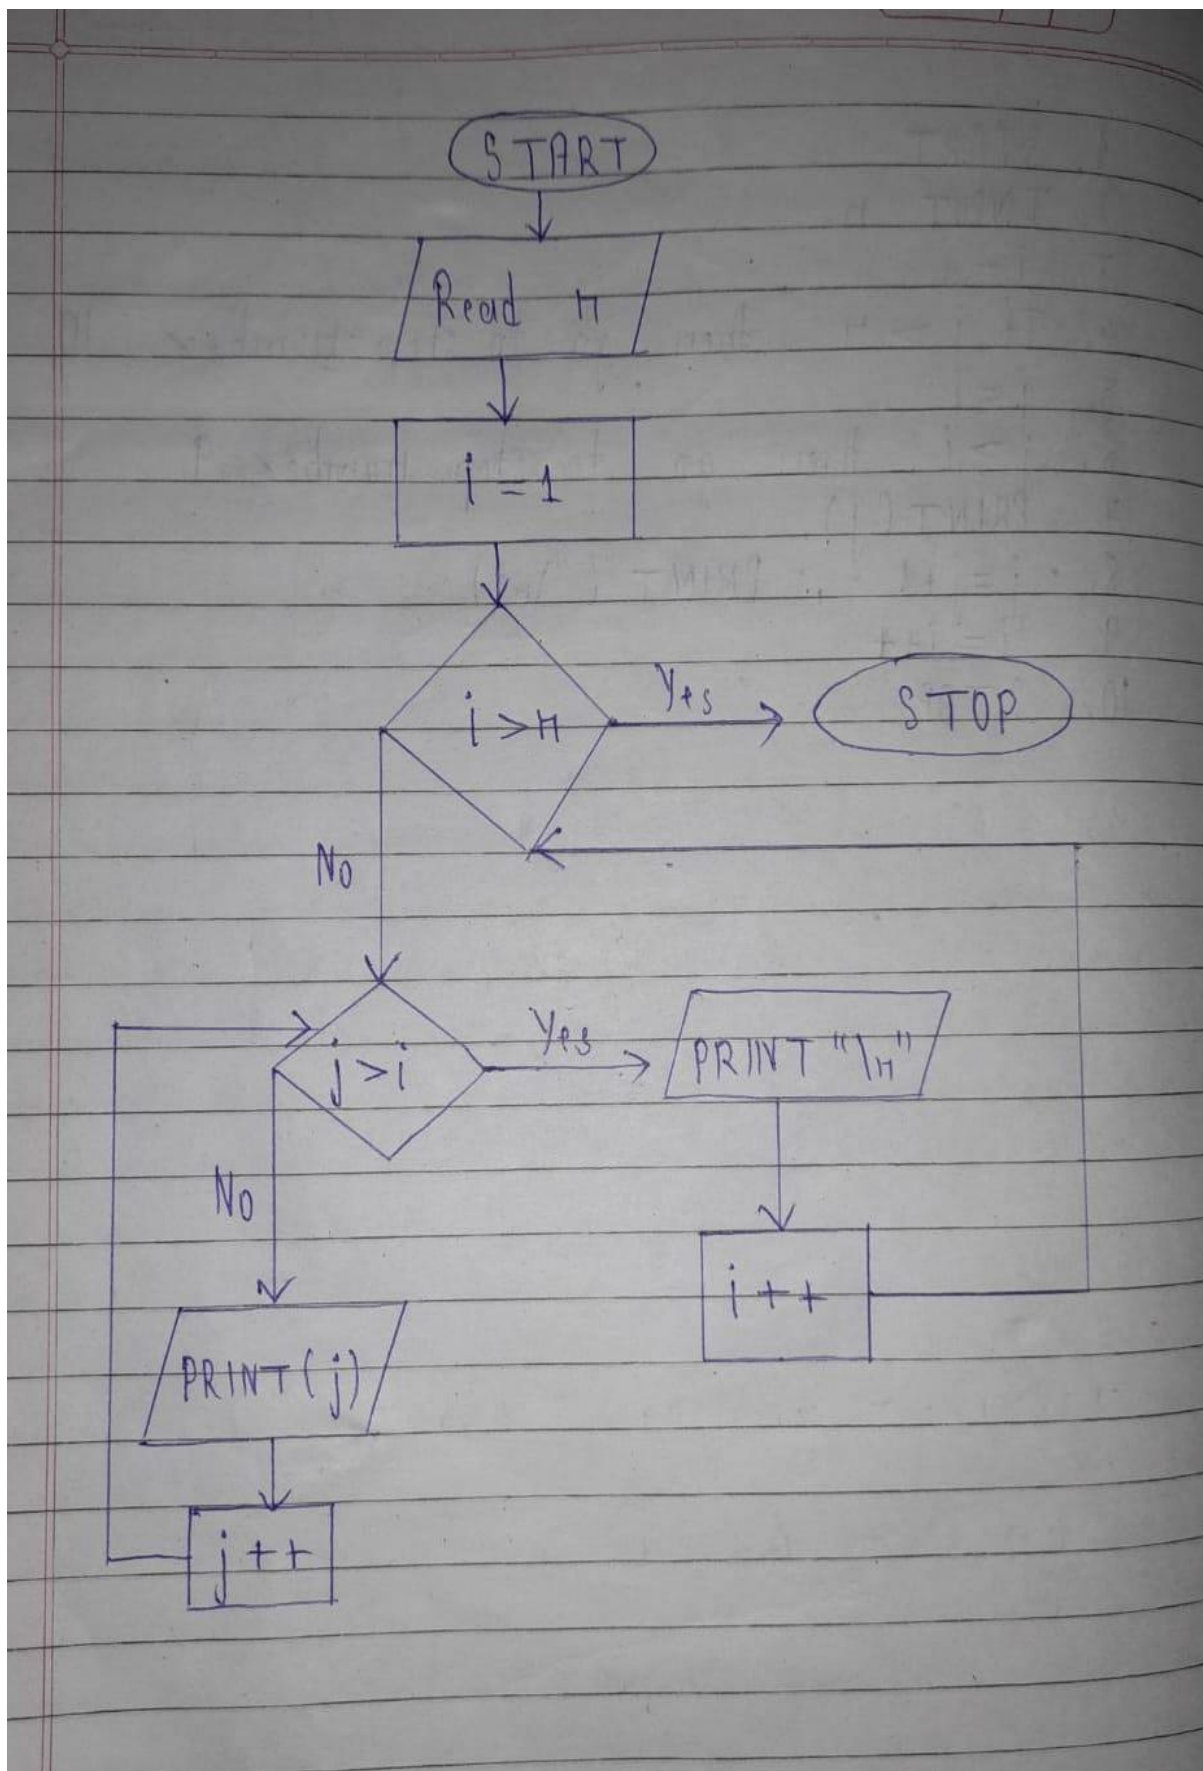 START
Read n
i = 1
i > n
Yes
STOP
No
j > i
Yes
PRINT "\n"
No
i ++
PRINT (j)
j ++